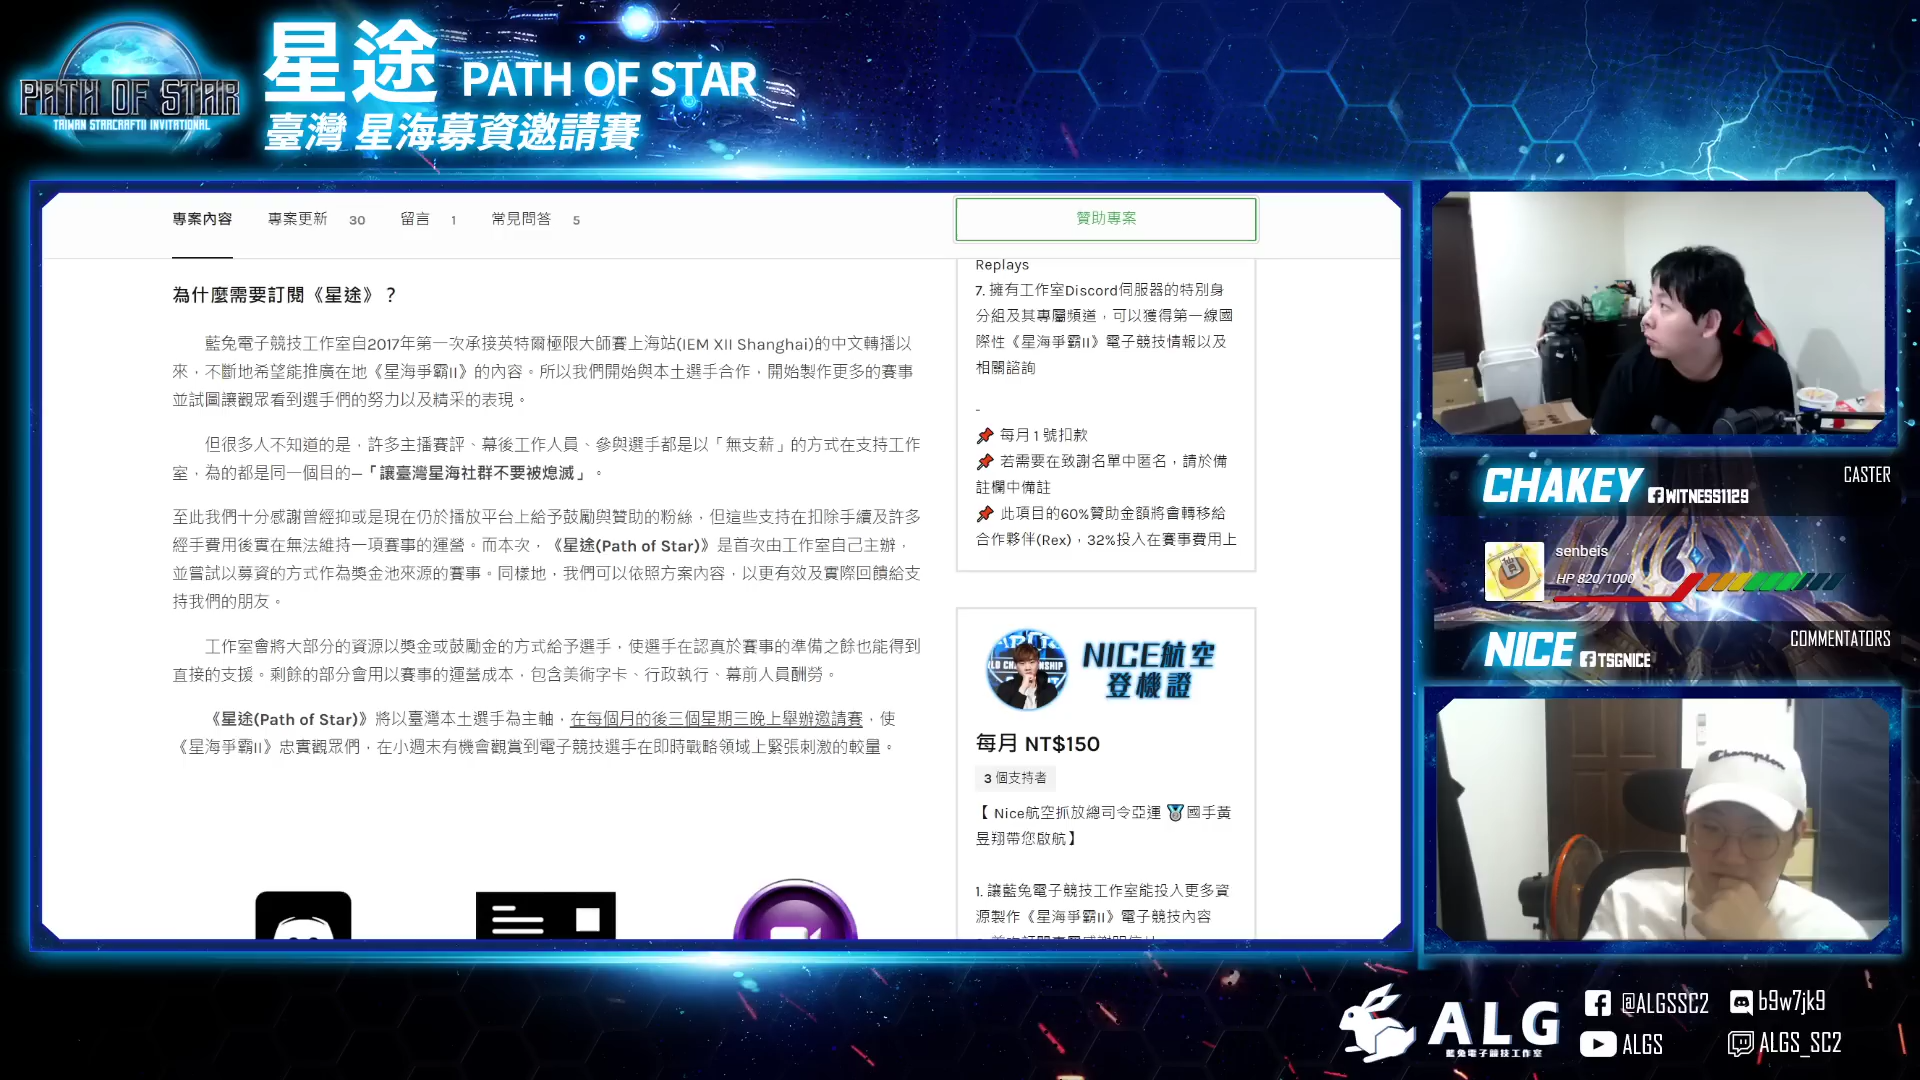 PATH OF STAR
TAIWAN STARCRAFT II INVITATIONAL
星途 PATH OF STAR
臺灣 星海募資邀請賽
專案內容 專案更新 30 留言 1 常見問答 5
贊助專案
為什麼需要訂閱《星途》？
藍兔電子競技工作室自2017年第一次承接英特爾極限大師賽上海站(IEM XII Shanghai)的中文轉播以
來，不斷地希望能推廣在地《星海爭霸II》的內容。所以我們開始與本土選手合作，開始製作更多的賽事
並試圖讓觀眾看到選手們的努力以及精采的表現。
但很多人不知道的是，許多主播賽評、幕後工作人員、參與選手都是以「無支薪」的方式在支持工作
室，為的都是同一個目的—「讓臺灣星海社群不要被熄滅」。
至此我們十分感謝曾經抑或是現在仍於播放平台上給予鼓勵與贊助的粉絲，但這些支持在扣除手續及許多
經手費用後實在無法維持一項賽事的運營。而本次，《星途(Path of Star)》是首次由工作室自己主辦，
並嘗試以募資的方式作為獎金池來源的賽事。同樣地，我們可以依照方案內容，以更有效及實際回饋給支
持我們的朋友。
工作室會將大部分的資源以獎金或鼓勵金的方式給予選手，使選手在認真於賽事的準備之餘也能得到
直接的支援。剩餘的部分會用以賽事的運營成本，包含美術字卡、行政執行、幕前人員酬勞。
《星途(Path of Star)》將以臺灣本土選手為主軸，在每個月的後三個星期三晚上舉辦邀請賽，使
《星海爭霸II》忠實觀眾們，在小週末有機會觀賞到電子競技選手在即時戰略領域上緊張刺激的較量。
Replays
7. 擁有工作室Discord伺服器的特別身
分組及其專屬頻道，可以獲得第一線國
際性《星海爭霸II》電子競技情報以及
相關諮詢
-
📌 每月 1 號扣款
📌 若需要在致謝名單中匿名，請於備
註欄中備註
📌 此項目的60%贊助金額將會轉移給
合作夥伴(Rex)，32%投入在賽事費用上
NICE航空
登機證
每月 NT$150
3 個支持者
【 Nice航空抓放總司令亞運 🥈國手黃
昱翔帶您啟航】
1. 讓藍兔電子競技工作室能投入更多資
源製作《星海爭霸II》電子競技內容
CHAKEY WITNESS1129 CASTER
senbeis
HP 820/1000
NICE TSGNICE COMMENTATORS
Champion
ALG
藍兔電子競技工作室
@ALGSSC2 b9w7jk9
ALGS ALGS_SC2